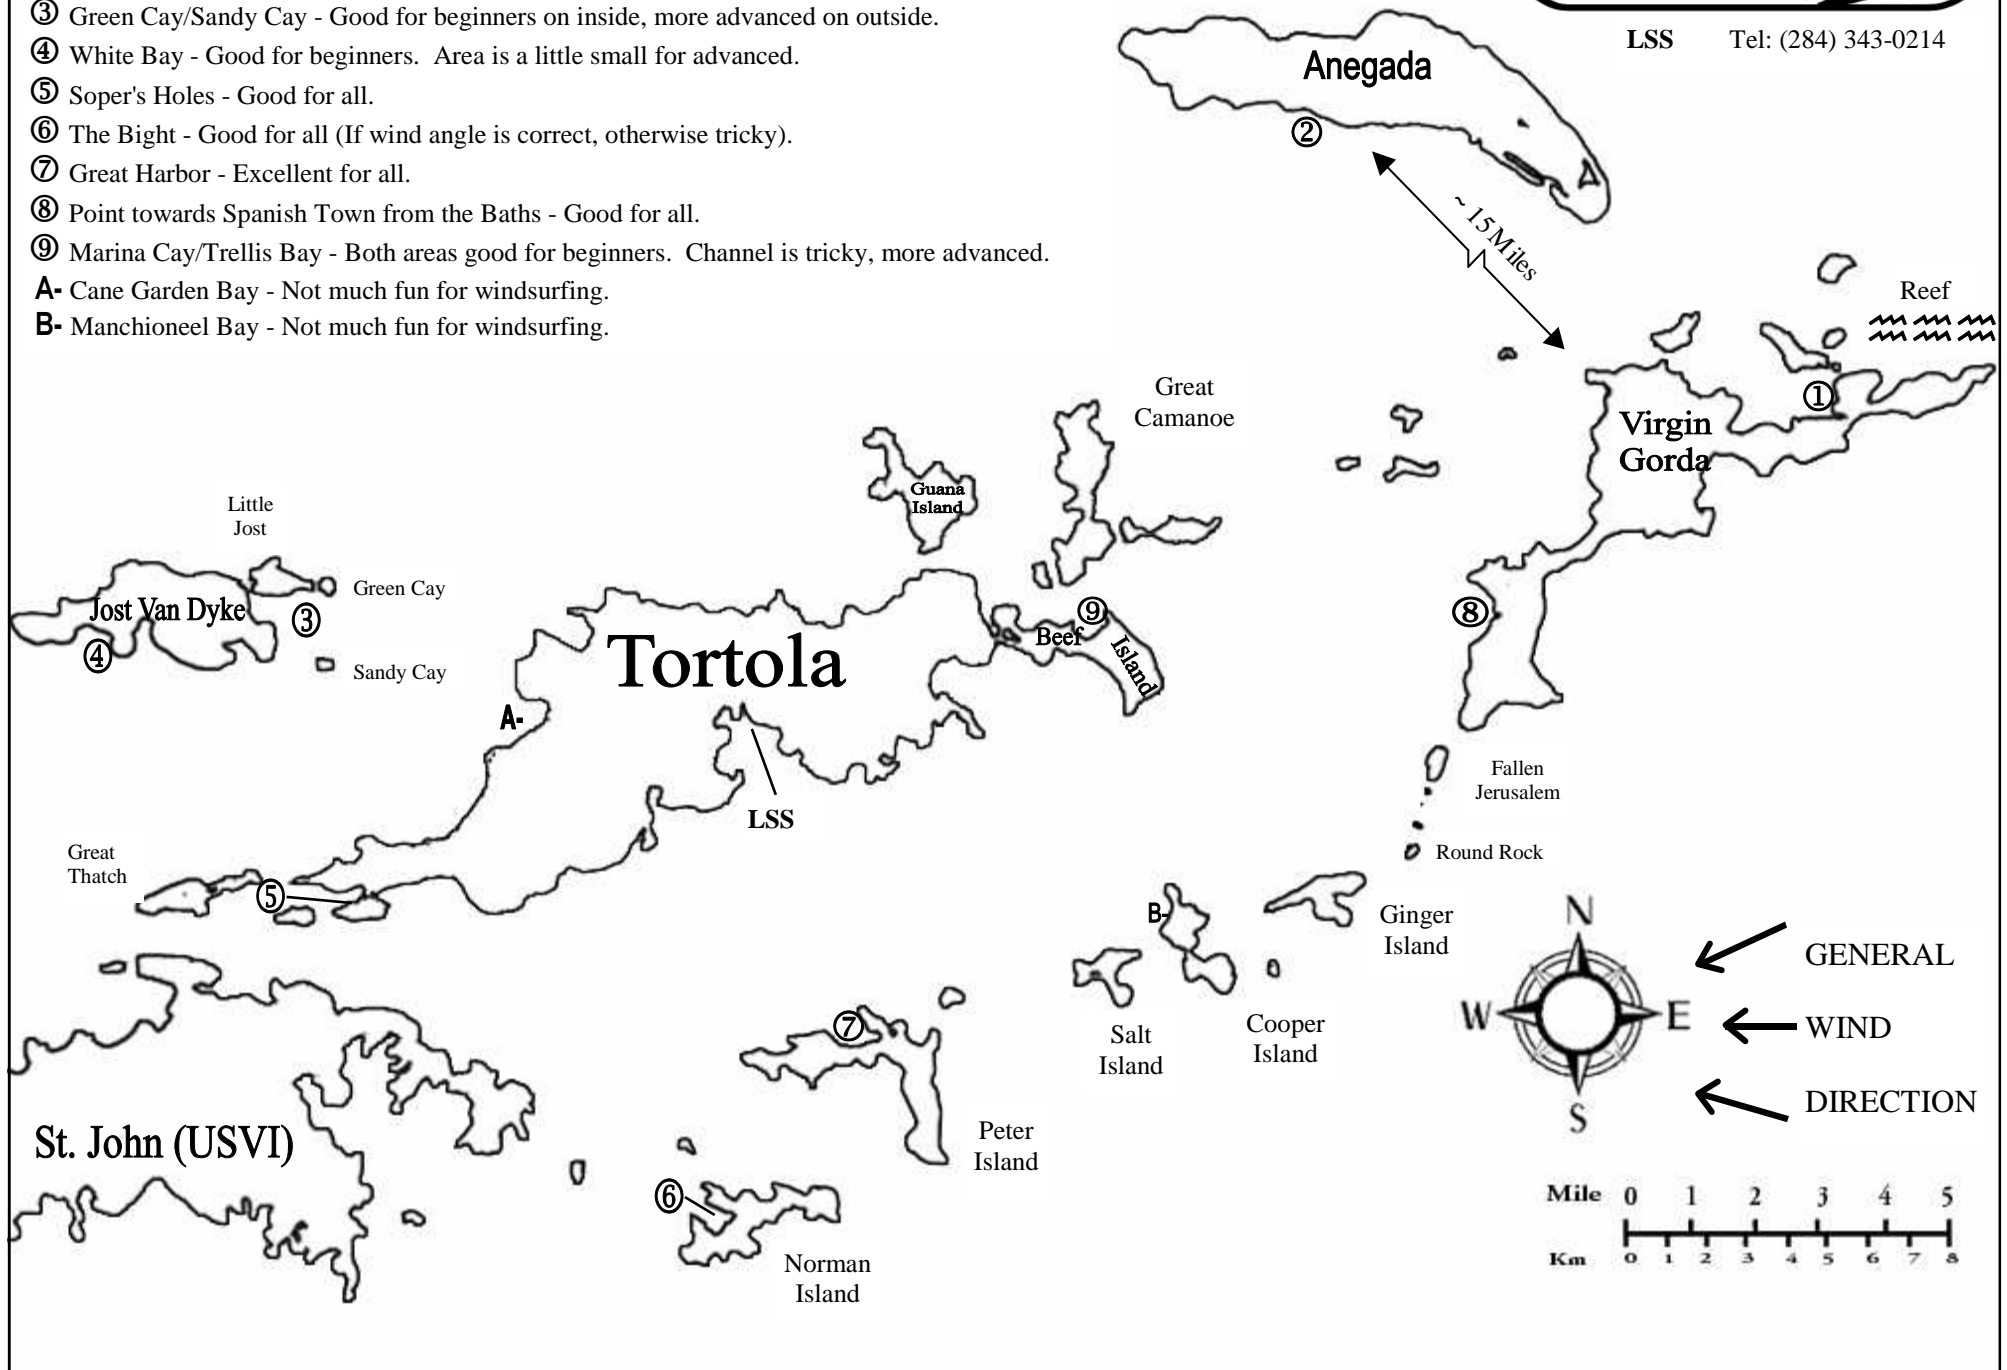 ③ Green Cay/Sandy Cay - Good for beginners on inside, more advanced on outside.
④ White Bay - Good for beginners. Area is a little small for advanced.
⑤ Soper's Holes - Good for all.
⑥ The Bight - Good for all (If wind angle is correct, otherwise tricky).
⑦ Great Harbor - Excellent for all.
⑧ Point towards Spanish Town from the Baths - Good for all.
⑨ Marina Cay/Trellis Bay - Both areas good for beginners. Channel is tricky, more advanced.
A- Cane Garden Bay - Not much fun for windsurfing.
B- Manchioneel Bay - Not much fun for windsurfing.
LSS Tel: (284) 343-0214
Anegada
②
~ 15 Miles
Reef
①
Virgin
Gorda
Great
Camanoe
Guana
Island
Little
Jost
Green Cay
Jost Van Dyke
③
④
Sandy Cay
Tortola
⑨
Beef
Island
⑧
A-
LSS
Fallen
Jerusalem
Round Rock
Great
Thatch
⑤
B-
Ginger
Island
Salt
Island
Cooper
Island
⑦
Peter
Island
St. John (USVI)
⑥
Norman
Island
N
W
E
S
GENERAL
WIND
DIRECTION
Mile 0 1 2 3 4 5
Km 0 1 2 3 4 5 6 7 8